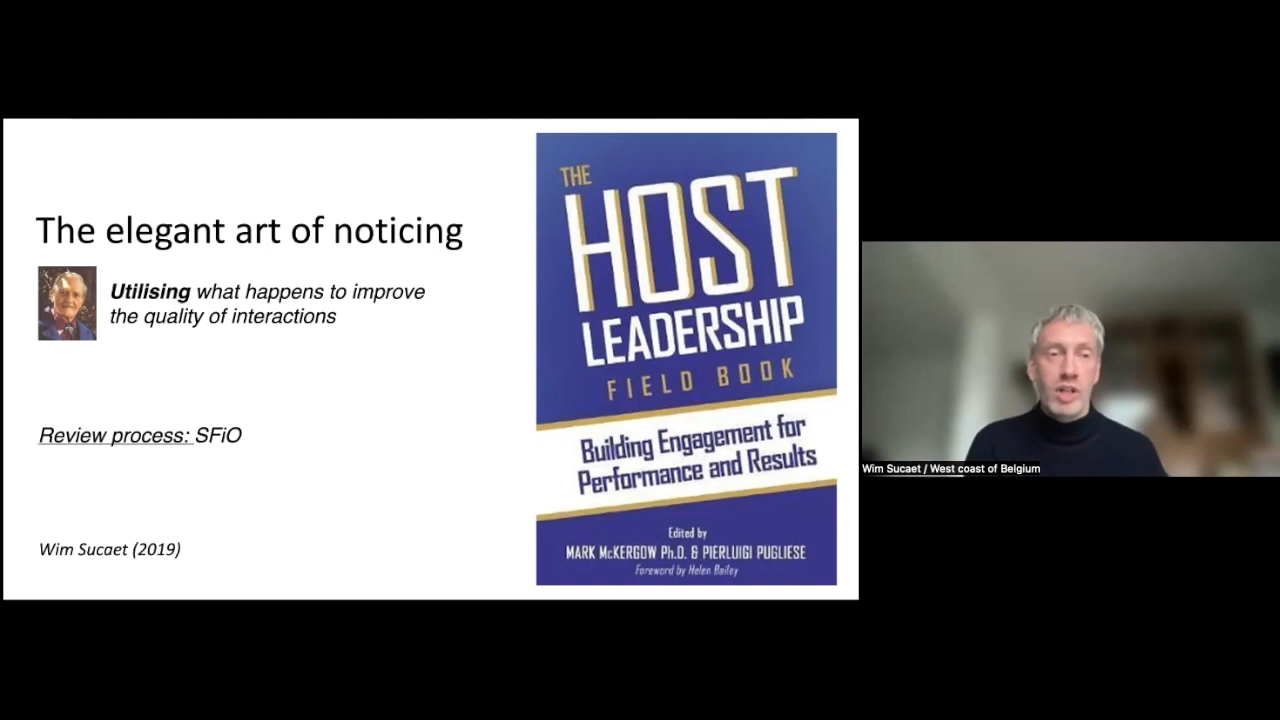 The elegant art of noticing
Utilising what happens to improve
the quality of interactions
Review process: SFiO
Wim Sucaet (2019)
THE
HOST
LEADERSHIP
FIELD BOOK
Building Engagement for
Performance and Results
Edited by
MARK McKERGOW Ph.D. & PIERLUIGI PUGLIESE
Foreword by Helen Bailey
Wim Sucaet / West coast of Belgium